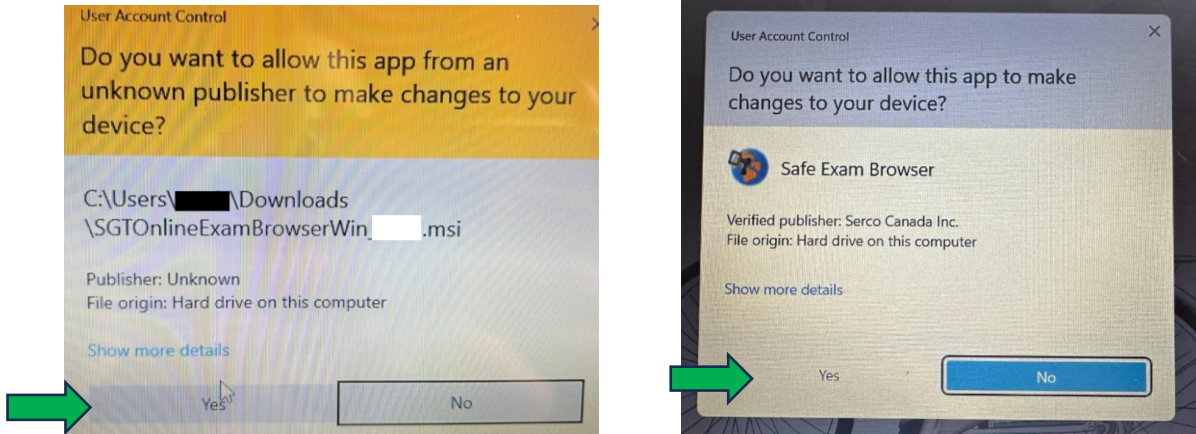 User Account Control
Do you want to allow this app from an
unknown publisher to make changes to your
device?
C:\Users\ \Downloads
\SGTOnlineExamBrowserWin_ .msi
Publisher: Unknown
File origin: Hard drive on this computer
Show more details
Yes
No
User Account Control
Do you want to allow this app to make
changes to your device?
Safe Exam Browser
Verified publisher: Serco Canada Inc.
File origin: Hard drive on this computer
Show more details
Yes
No